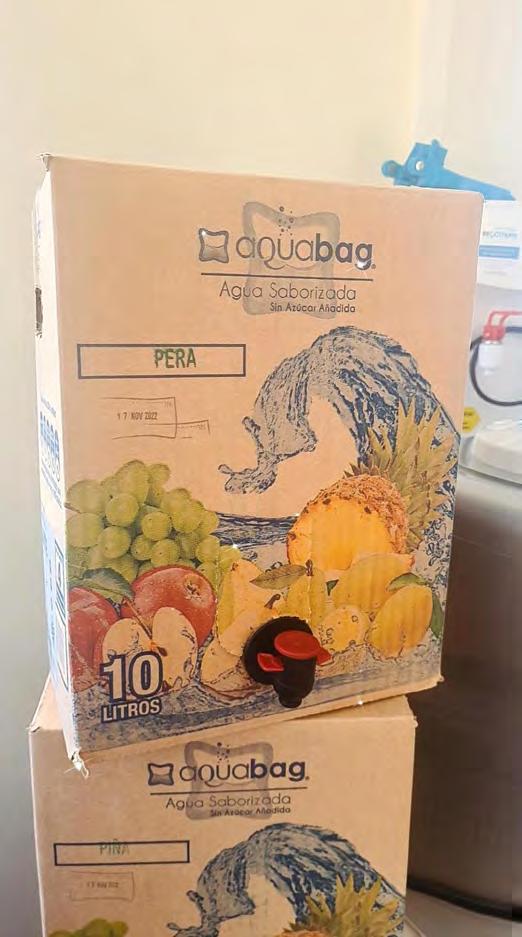 aquabag
Agua Saborizada
Sin Azúcar Añadida
PERA
17 NOV 2022
10
LITROS
aquabag
Agua Saborizada
Sin Azúcar Añadida
PIÑA